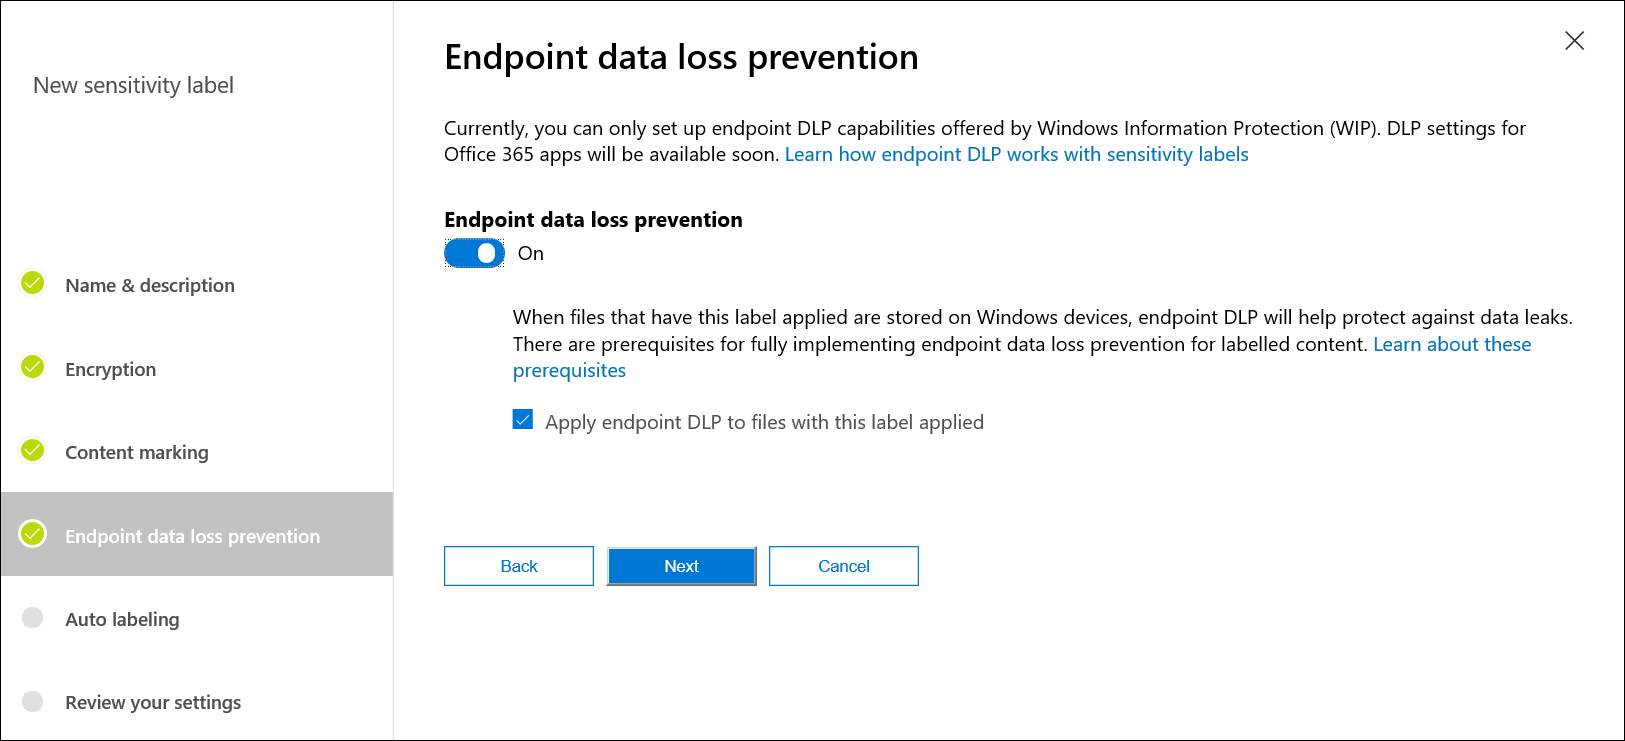 New sensitivity label
Name & description
Encryption
Content marking
Endpoint data loss prevention
Auto labeling
Review your settings
Endpoint data loss prevention
Currently, you can only set up endpoint DLP capabilities offered by Windows Information Protection (WIP). DLP settings for
Office 365 apps will be available soon. Learn how endpoint DLP works with sensitivity labels
Endpoint data loss prevention
On
When files that have this label applied are stored on Windows devices, endpoint DLP will help protect against data leaks.
There are prerequisites for fully implementing endpoint data loss prevention for labelled content. Learn about these
prerequisites
Apply endpoint DLP to files with this label applied
Back
Next
Cancel